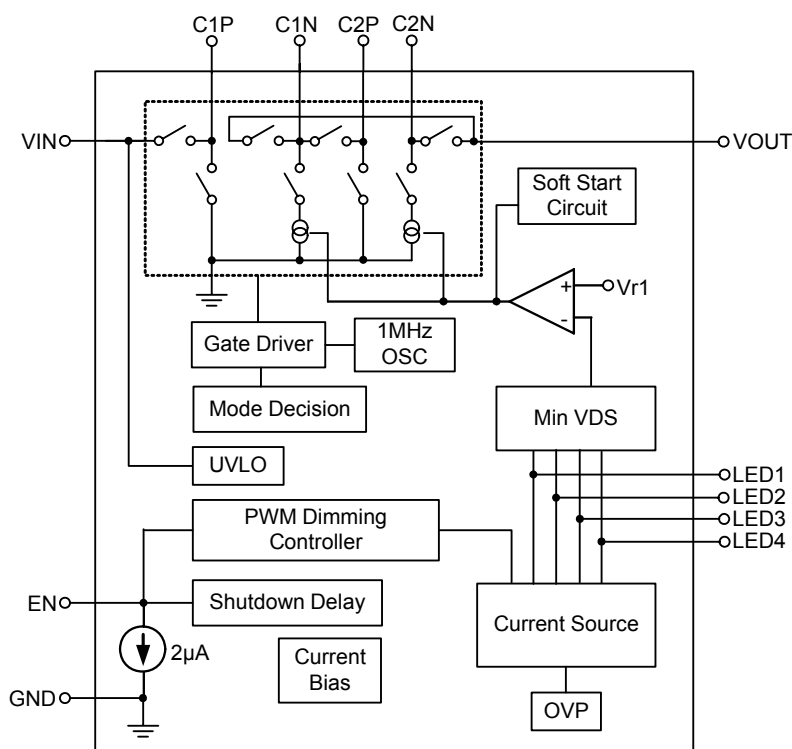 C1P C1N C2P C2N
VIN
VOUT
Soft Start
Circuit
+
Vr1
-
Gate Driver
1MHz
OSC
Mode Decision
Min VDS
UVLO
LED1
LED2
LED3
LED4
PWM Dimming
Controller
EN
Shutdown Delay
Current Source
2µA
Current
Bias
GND
OVP